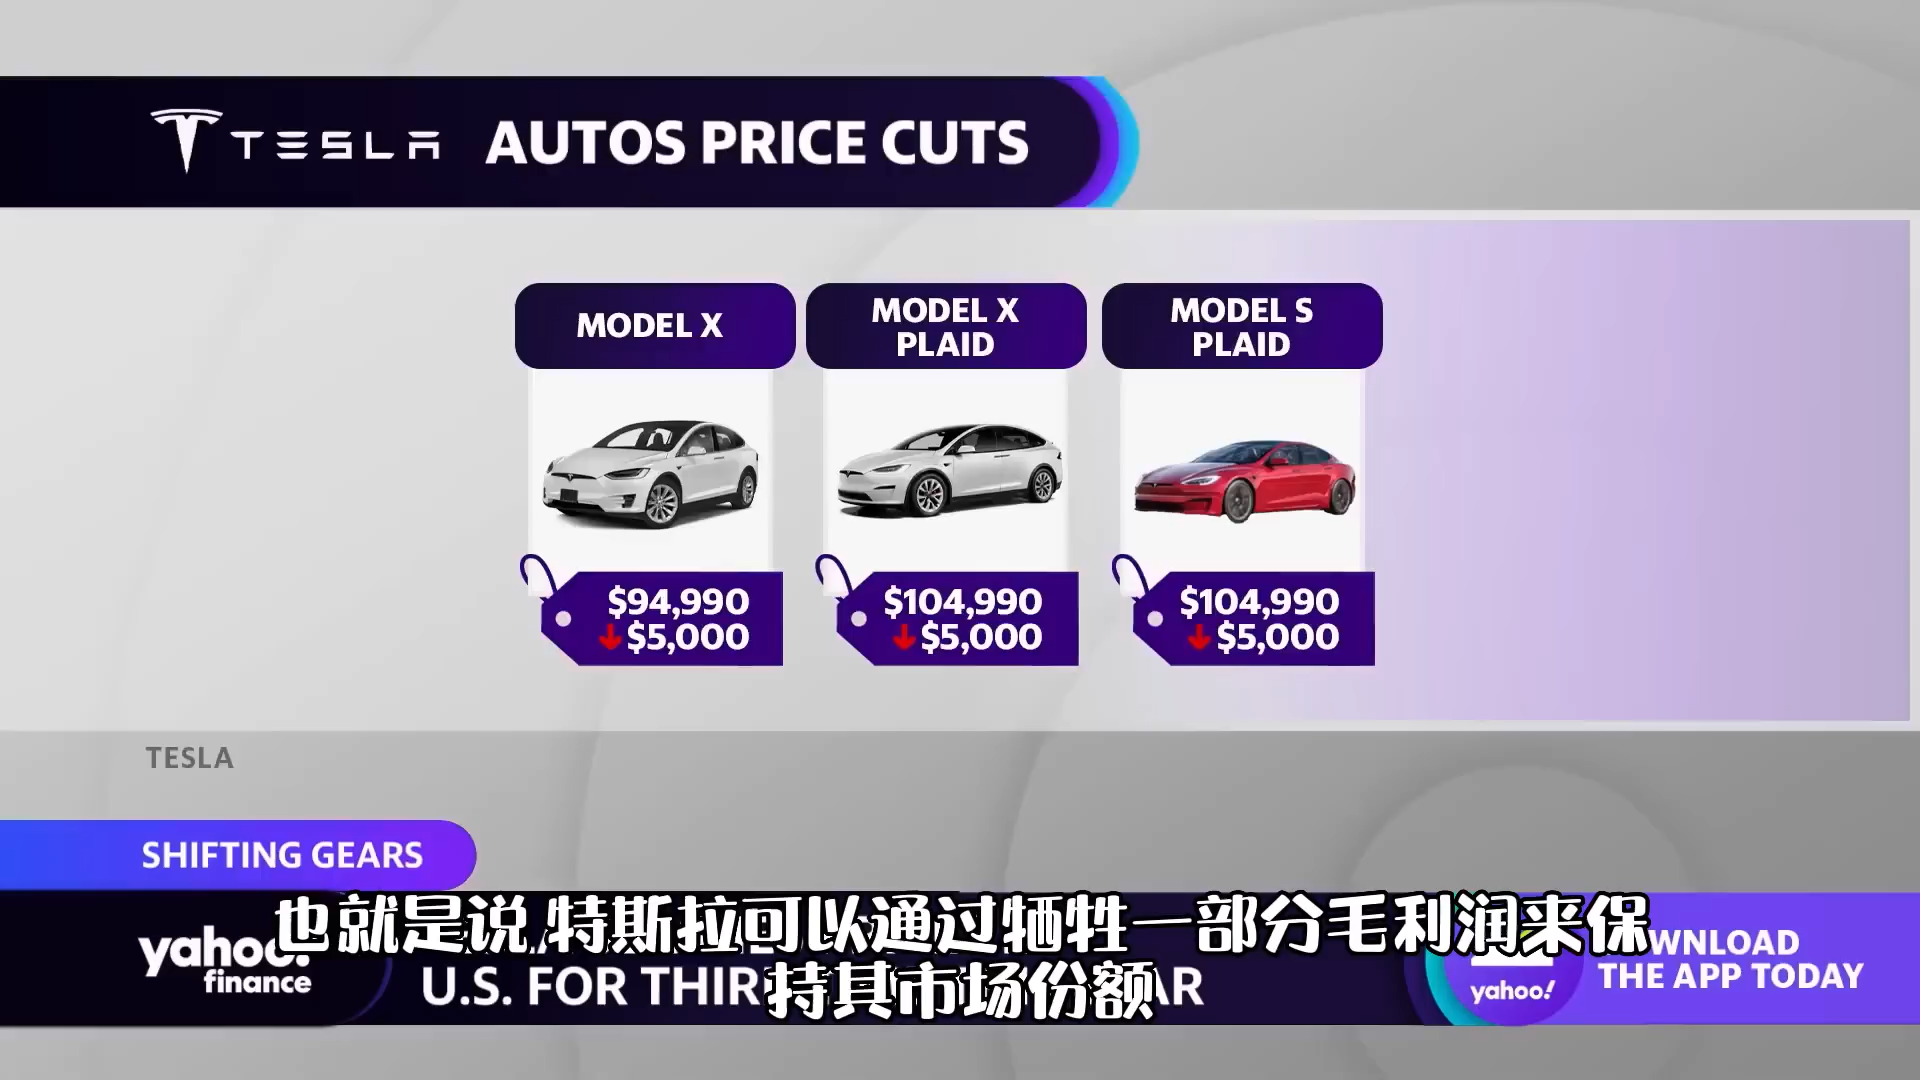 TESLA AUTOS PRICE CUTS
MODEL X
MODEL X
PLAID
MODEL S
PLAID
$94,990
$5,000
$104,990
$5,000
$104,990
$5,000
TESLA
SHIFTING GEARS
yahoo!
finance
U.S. FOR
也就是说 特斯拉可以通过牺牲一部分毛利润来保
持其市场份额
THE APP TODAY
yahoo!